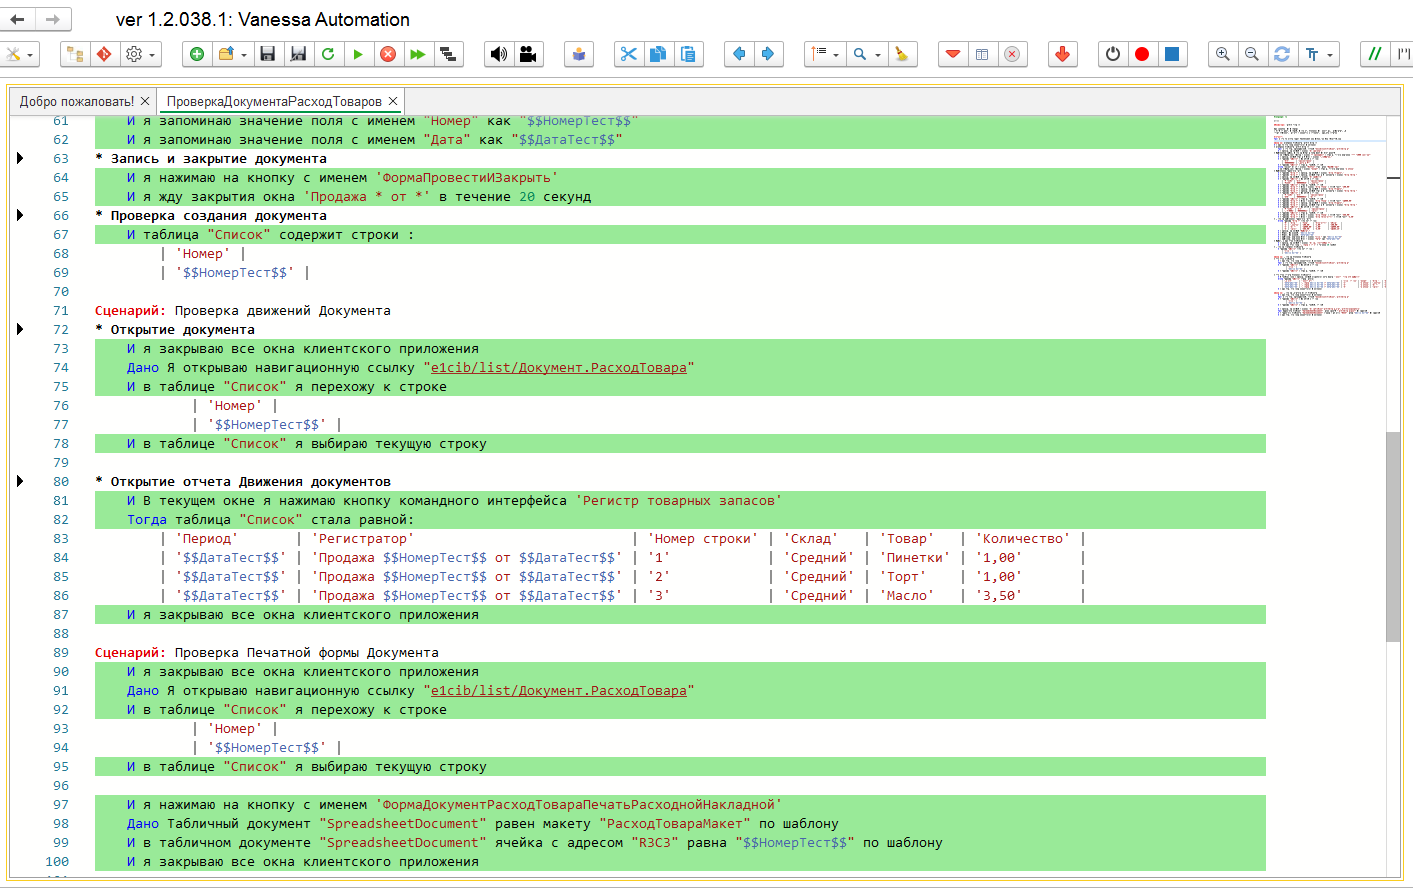 ver 1.2.038.1: Vanessa Automation
Добро пожаловать! ×
ПроверкаДокументаРасходТоваров ×
61 И я запоминаю значение поля с именем "Номер" как "$$НомерТест$$"
62 И я запоминаю значение поля с именем "Дата" как "$$ДатаТест$$"
63 * Запись и закрытие документа
64 И я нажимаю на кнопку с именем 'ФормаПровестиИЗакрыть'
65 И я жду закрытия окна 'Продажа * от *' в течение 20 секунд
66 * Проверка создания документа
67 И таблица "Список" содержит строки :
68 | 'Номер' |
69 | '$$НомерТест$$' |
70
71 Сценарий: Проверка движений Документа
72 * Открытие документа
73 И я закрываю все окна клиентского приложения
74 Дано Я открываю навигационную ссылку "e1cib/list/Документ.РасходТовара"
75 И в таблице "Список" я перехожу к строке
76 | 'Номер' |
77 | '$$НомерТест$$' |
78 И в таблице "Список" я выбираю текущую строку
79
80 * Открытие отчета Движения документов
81 И В текущем окне я нажимаю кнопку командного интерфейса 'Регистр товарных запасов'
82 Тогда таблица "Список" стала равной:
83 | 'Период' | 'Регистратор' | 'Номер строки' | 'Склад' | 'Товар' | 'Количество' |
84 | '$$ДатаТест$$' | 'Продажа $$НомерТест$$ от $$ДатаТест$$' | '1' | 'Средний' | 'Пинетки' | '1,00' |
85 | '$$ДатаТест$$' | 'Продажа $$НомерТест$$ от $$ДатаТест$$' | '2' | 'Средний' | 'Торт' | '1,00' |
86 | '$$ДатаТест$$' | 'Продажа $$НомерТест$$ от $$ДатаТест$$' | '3' | 'Средний' | 'Масло' | '3,50' |
87 И я закрываю все окна клиентского приложения
88
89 Сценарий: Проверка Печатной формы Документа
90 И я закрываю все окна клиентского приложения
91 Дано Я открываю навигационную ссылку "e1cib/list/Документ.РасходТовара"
92 И в таблице "Список" я перехожу к строке
93 | 'Номер' |
94 | '$$НомерТест$$' |
95 И в таблице "Список" я выбираю текущую строку
96
97 И я нажимаю на кнопку с именем 'ФормаДокументРасходТовараПечатьРасходнойНакладной'
98 Дано Табличный документ "SpreadsheetDocument" равен макету "РасходТовараМакет" по шаблону
99 И в табличном документе "SpreadsheetDocument" ячейка с адресом "R3C3" равна "$$НомерТест$$" по шаблону
100 И я закрываю все окна клиентского приложения